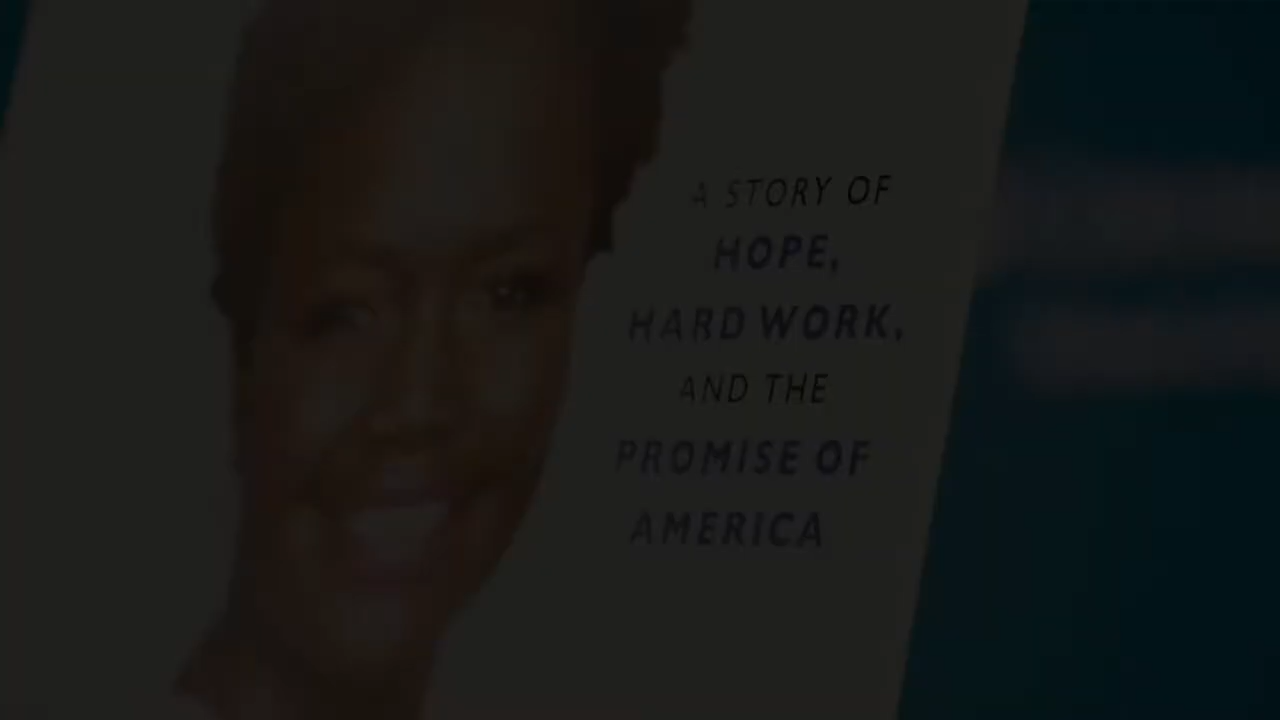 A STORY OF
HOPE,
HARD WORK,
AND THE
PROMISE OF
AMERICA